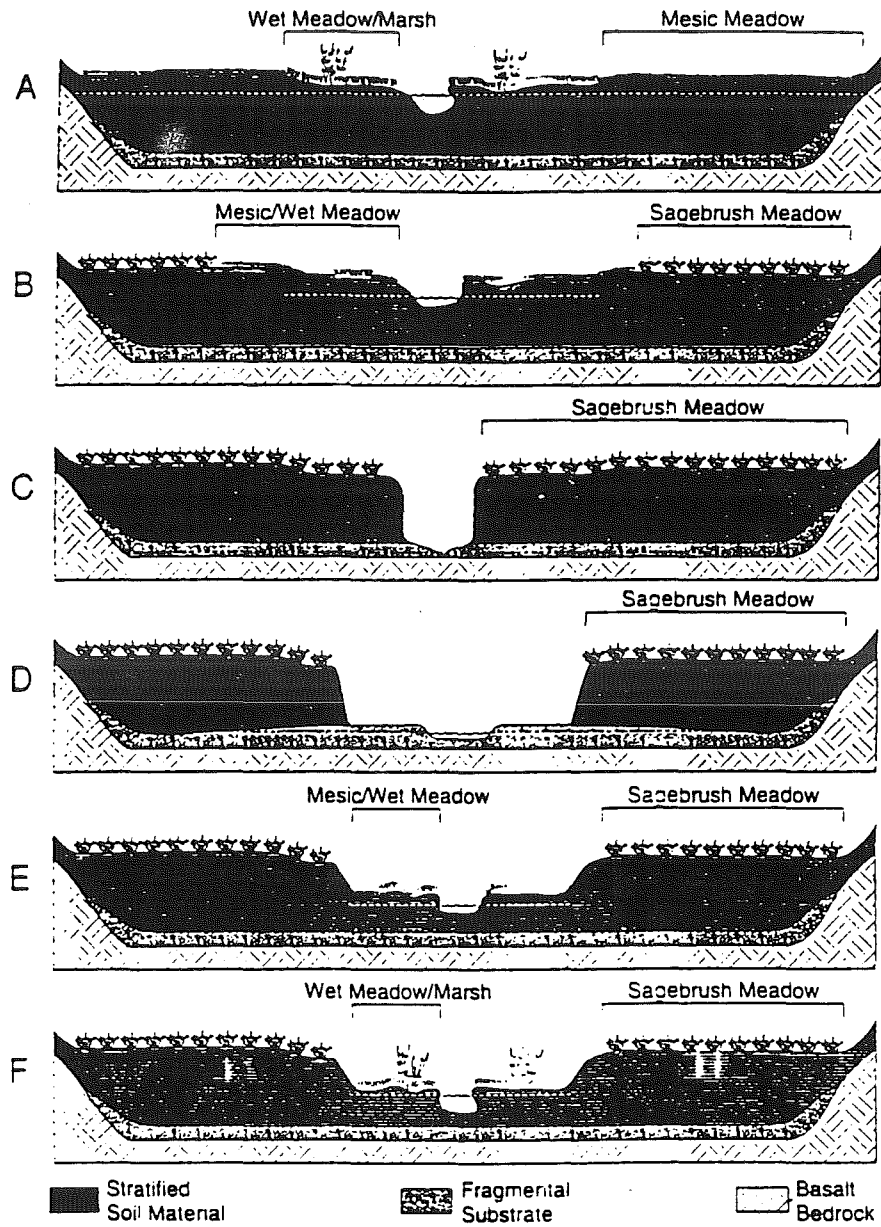 Wet Meadow/Marsh Mesic Meadow
A
Mesic/Wet Meadow Sagebrush Meadow
B
Sagebrush Meadow
C
Sagebrush Meadow
D
Mesic/Wet Meadow Sagebrush Meadow
E
Wet Meadow/Marsh Sagebrush Meadow
F
Stratified Fragmental Basalt
Soil Material Substrate Bedrock